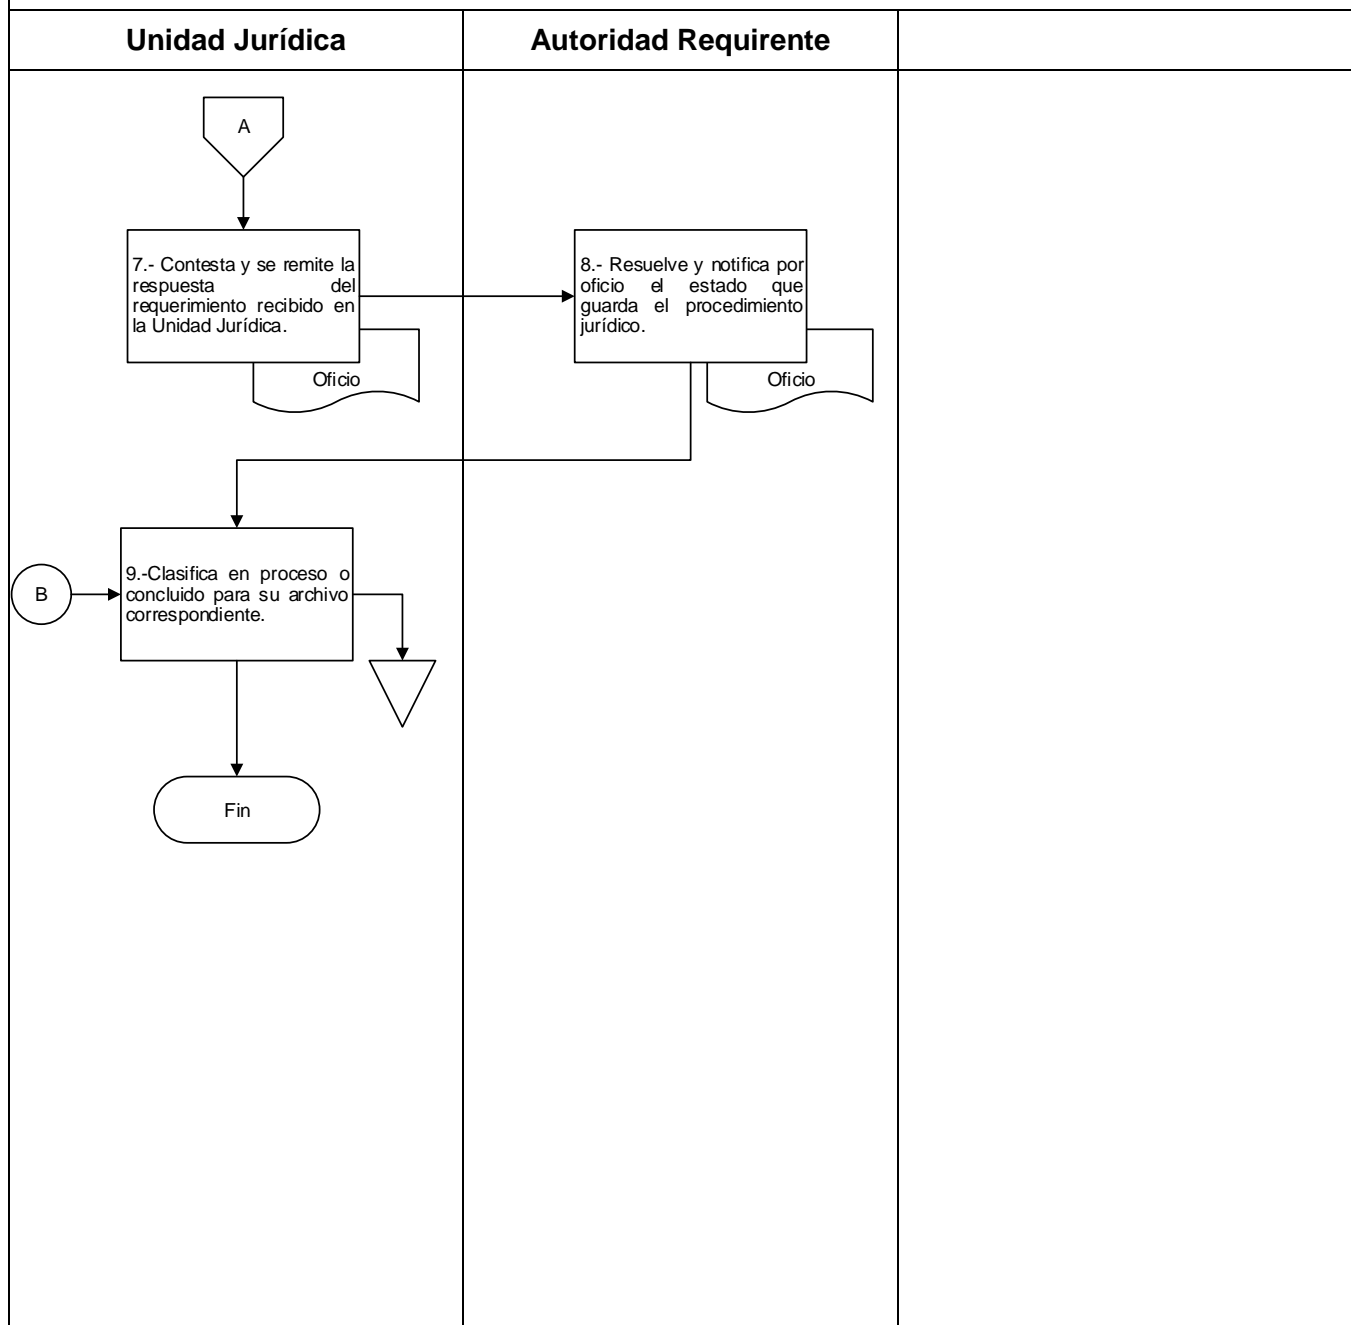 Unidad Jurídica
Autoridad Requirente
A
7.- Contesta y se remite la
respuesta del
requerimiento recibido en
la Unidad Jurídica.
Oficio
8.- Resuelve y notifica por
oficio el estado que
guarda el procedimiento
jurídico.
Oficio
B
9.-Clasifica en proceso o
concluido para su archivo
correspondiente.
Fin